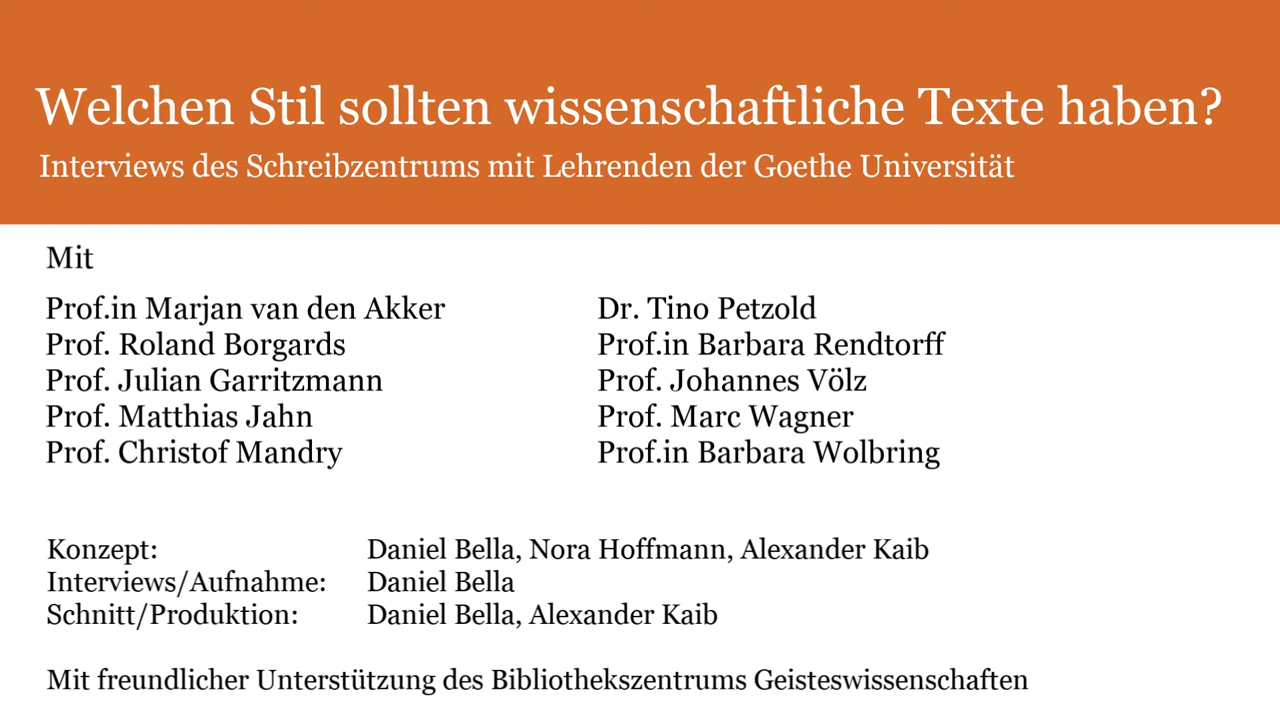 Welchen Stil sollten wissenschaftliche Texte haben?
Interviews des Schreibzentrums mit Lehrenden der Goethe Universität
Mit
Prof.in Marjan van den Akker
Prof. Roland Borgards
Prof. Julian Garritzmann
Prof. Matthias Jahn
Prof. Christof Mandry
Dr. Tino Petzold
Prof.in Barbara Rendtorff
Prof. Johannes Völz
Prof. Marc Wagner
Prof.in Barbara Wolbring
Konzept: Daniel Bella, Nora Hoffmann, Alexander Kaib
Interviews/Aufnahme: Daniel Bella
Schnitt/Produktion: Daniel Bella, Alexander Kaib
Mit freundlicher Unterstützung des Bibliothekszentrums Geisteswissenschaften